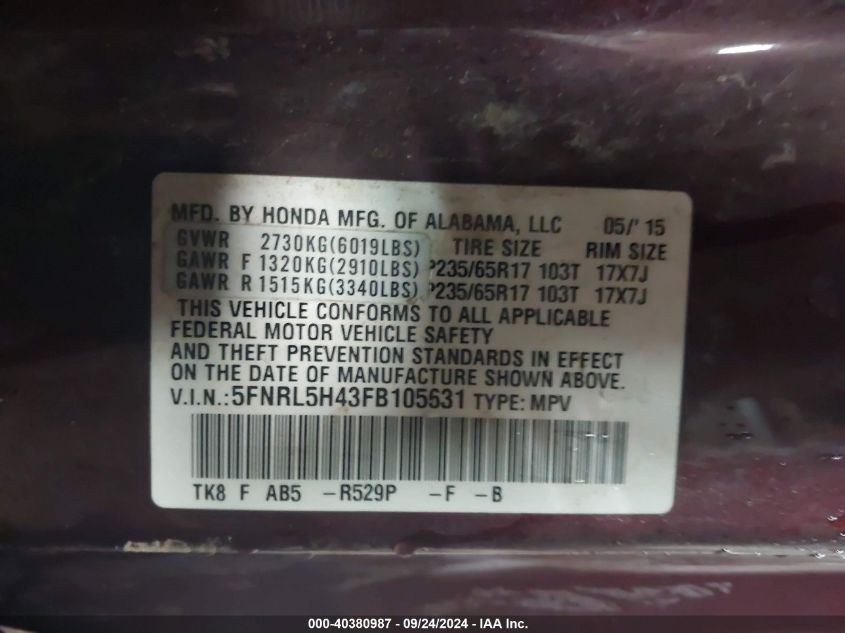 MFD. BY HONDA MFG. OF ALABAMA, LLC 05/'15
GVWR 2730KG(6019LBS) TIRE SIZE RIM SIZE
GAWR F 1320KG(2910LBS) P235/65R17 103T 17X7J
GAWR R 1515KG(3340LBS) P235/65R17 103T 17X7J
THIS VEHICLE CONFORMS TO ALL APPLICABLE
FEDERAL MOTOR VEHICLE SAFETY
AND THEFT PREVENTION STANDARDS IN EFFECT
ON THE DATE OF MANUFACTURE SHOWN ABOVE.
V.I.N.:5FNRL5H43FB105631 TYPE: MPV
TK8 F AB5 -R529P -F -B
000-40380987 - 09/24/2024 - IAA Inc.